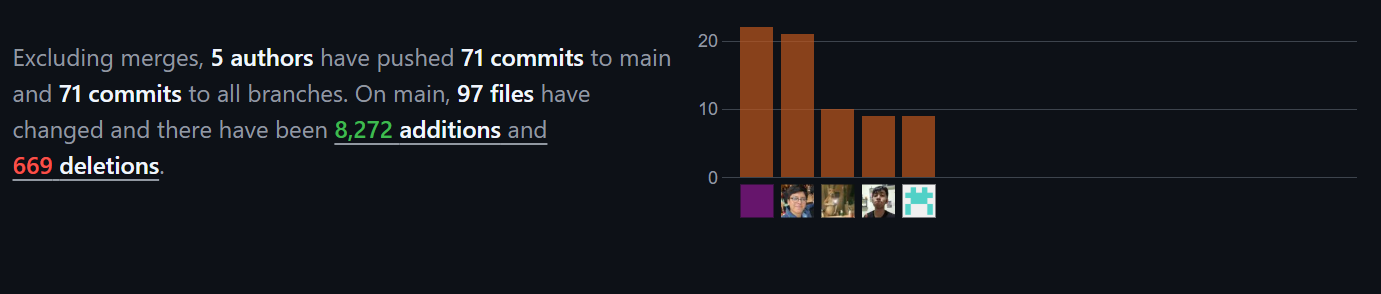 Excluding merges, 5 authors have pushed 71 commits to main
and 71 commits to all branches. On main, 97 files have
changed and there have been 8,272 additions and
669 deletions.
20
10
0